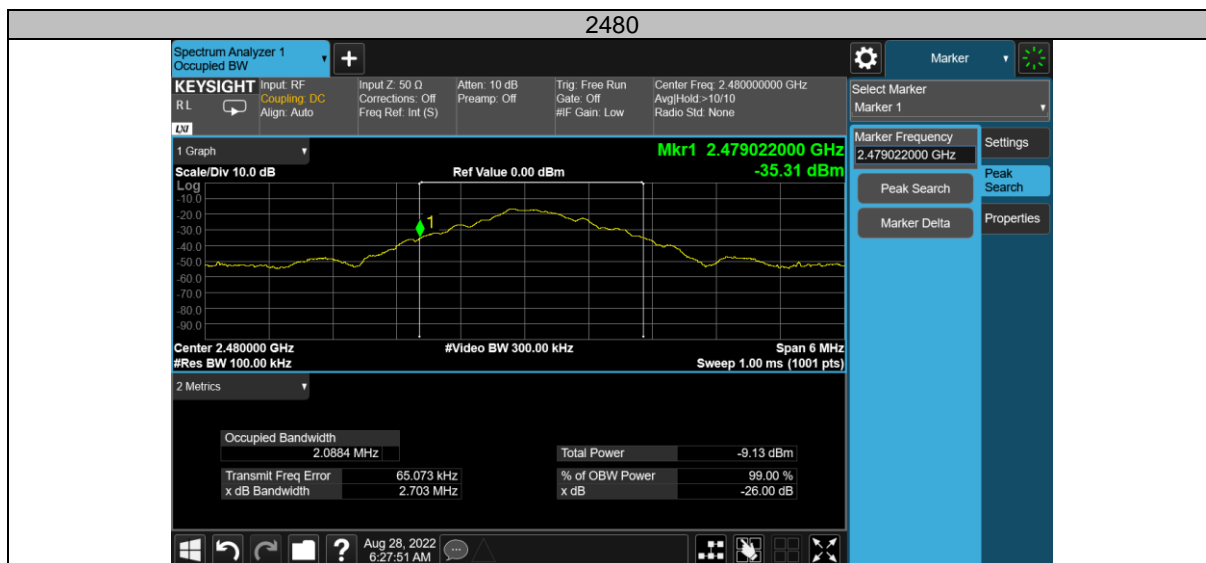 2480
Spectrum Analyzer 1
Occupied BW
Marker
KEYSIGHT
R L
LXI
Input: RF
Coupling: DC
Align: Auto
Input Z: 50 Ω
Corrections: Off
Freq Ref: Int (S)
Atten: 10 dB
Preamp: Off
Trig: Free Run
Gate: Off
#IF Gain: Low
Center Freq: 2.480000000 GHz
Avg|Hold:>10/10
Radio Std: None
Select Marker
Marker 1
Marker Frequency
2.479022000 GHz
Peak Search
Marker Delta
Settings
Peak
Search
Properties
1 Graph
Mkr1 2.479022000 GHz
Scale/Div 10.0 dB
Ref Value 0.00 dBm
-35.31 dBm
Log
-10.0
-20.0
1
-30.0
-40.0
-50.0
-60.0
-70.0
-80.0
-90.0
Center 2.480000 GHz
#Video BW 300.00 kHz
Span 6 MHz
#Res BW 100.00 kHz
Sweep 1.00 ms (1001 pts)
2 Metrics
Occupied Bandwidth
2.0884 MHz
Total Power -9.13 dBm
Transmit Freq Error 65.073 kHz
% of OBW Power 99.00 %
x dB Bandwidth 2.703 MHz
x dB -26.00 dB
Aug 28, 2022
6:27:51 AM